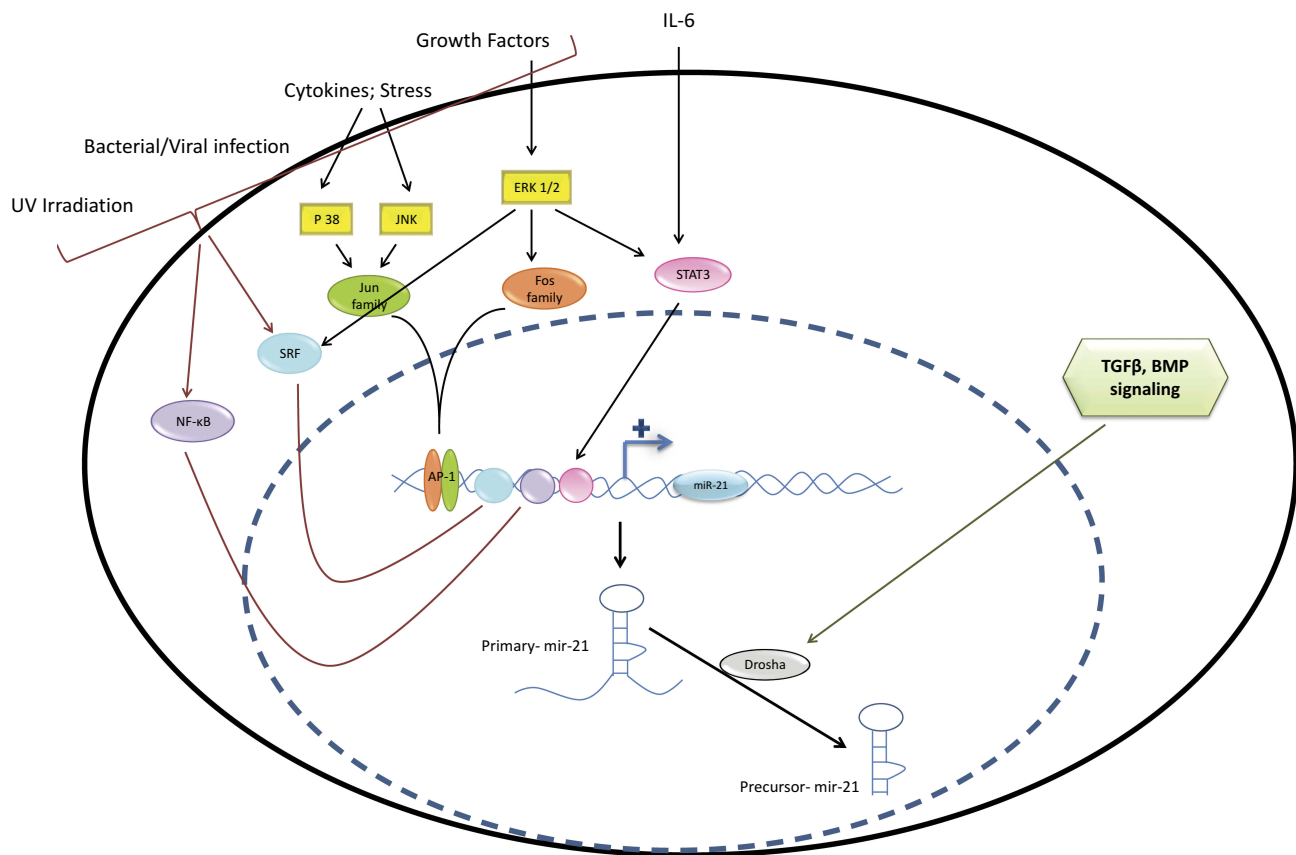 IL-6
Growth Factors
Cytokines; Stress
Bacterial/Viral infection
UV Irradiation
ERK 1/2
P 38
JNK
Jun
family
Fos
family
STAT3
SRF
NF-κB
TGFβ, BMP
signaling
+
AP-1
miR-21
Primary- mir-21
Drosha
Precursor- mir-21